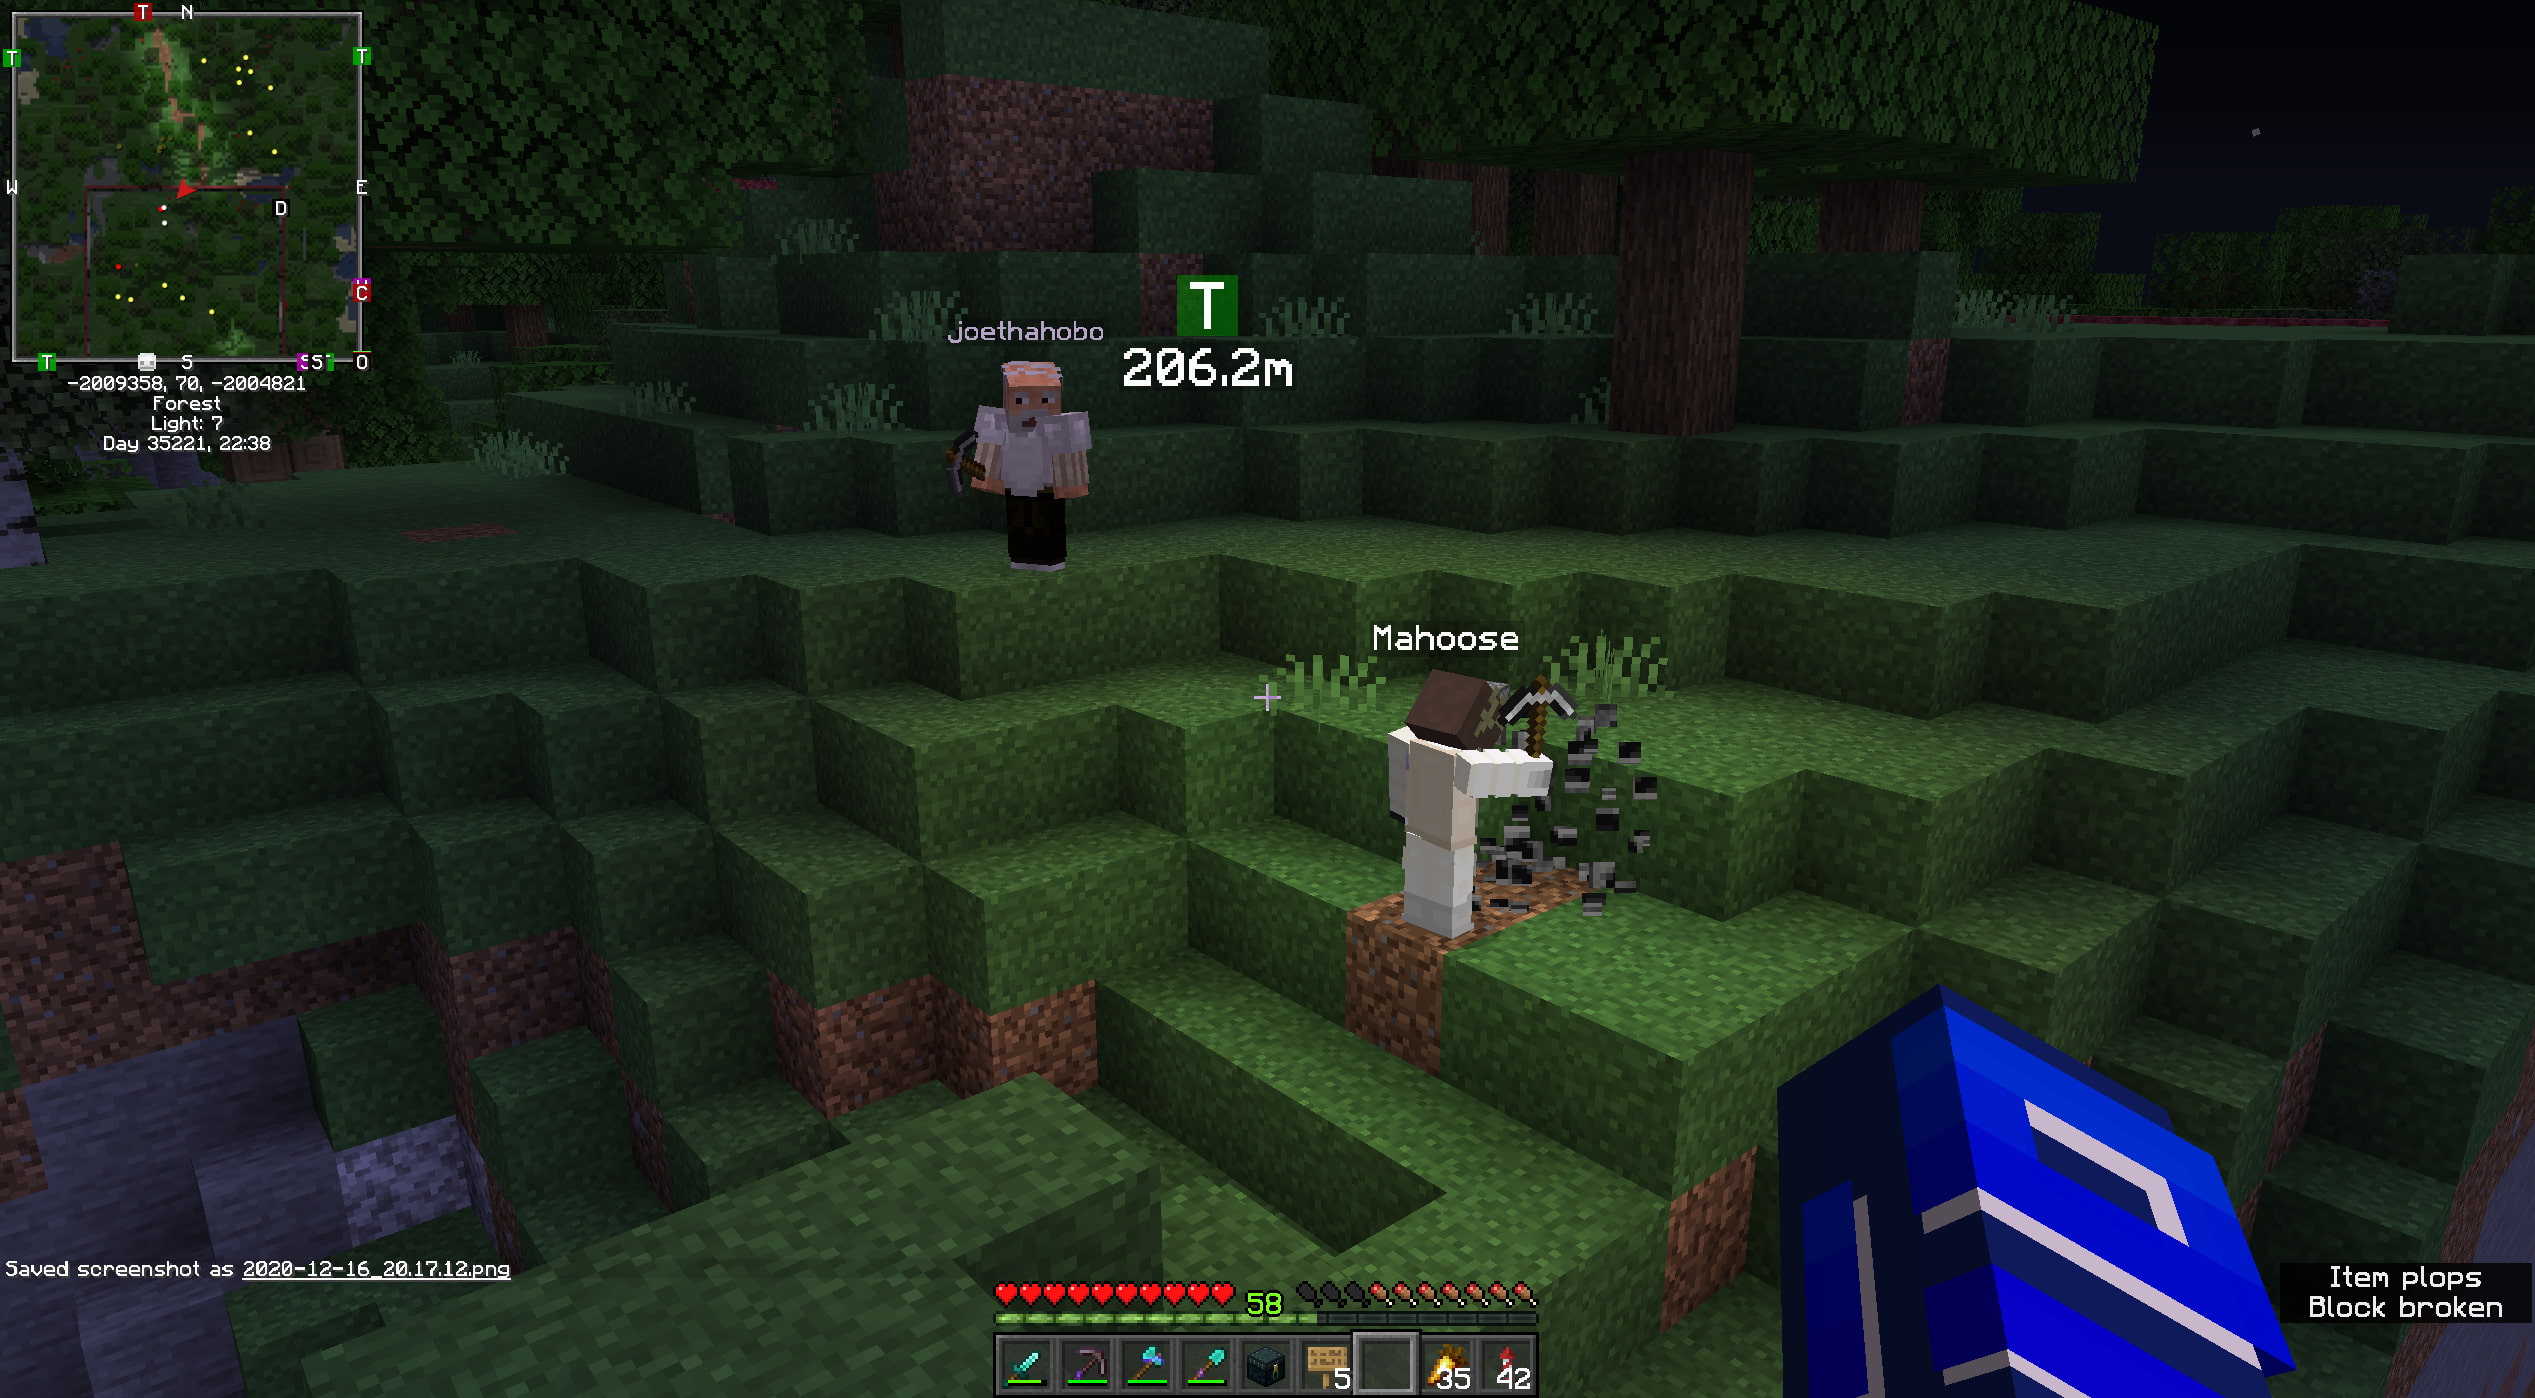 T N
T T
W E
D
C
T S SST O
-2009358, 70, -2004821
Forest
Light: 7
Day 35221, 22:38
T
206.2m
joethahobo
Mahoose
Saved screenshot as 2020-12-16_20.17.12.png
Item plops
Block broken
58
5 35 42